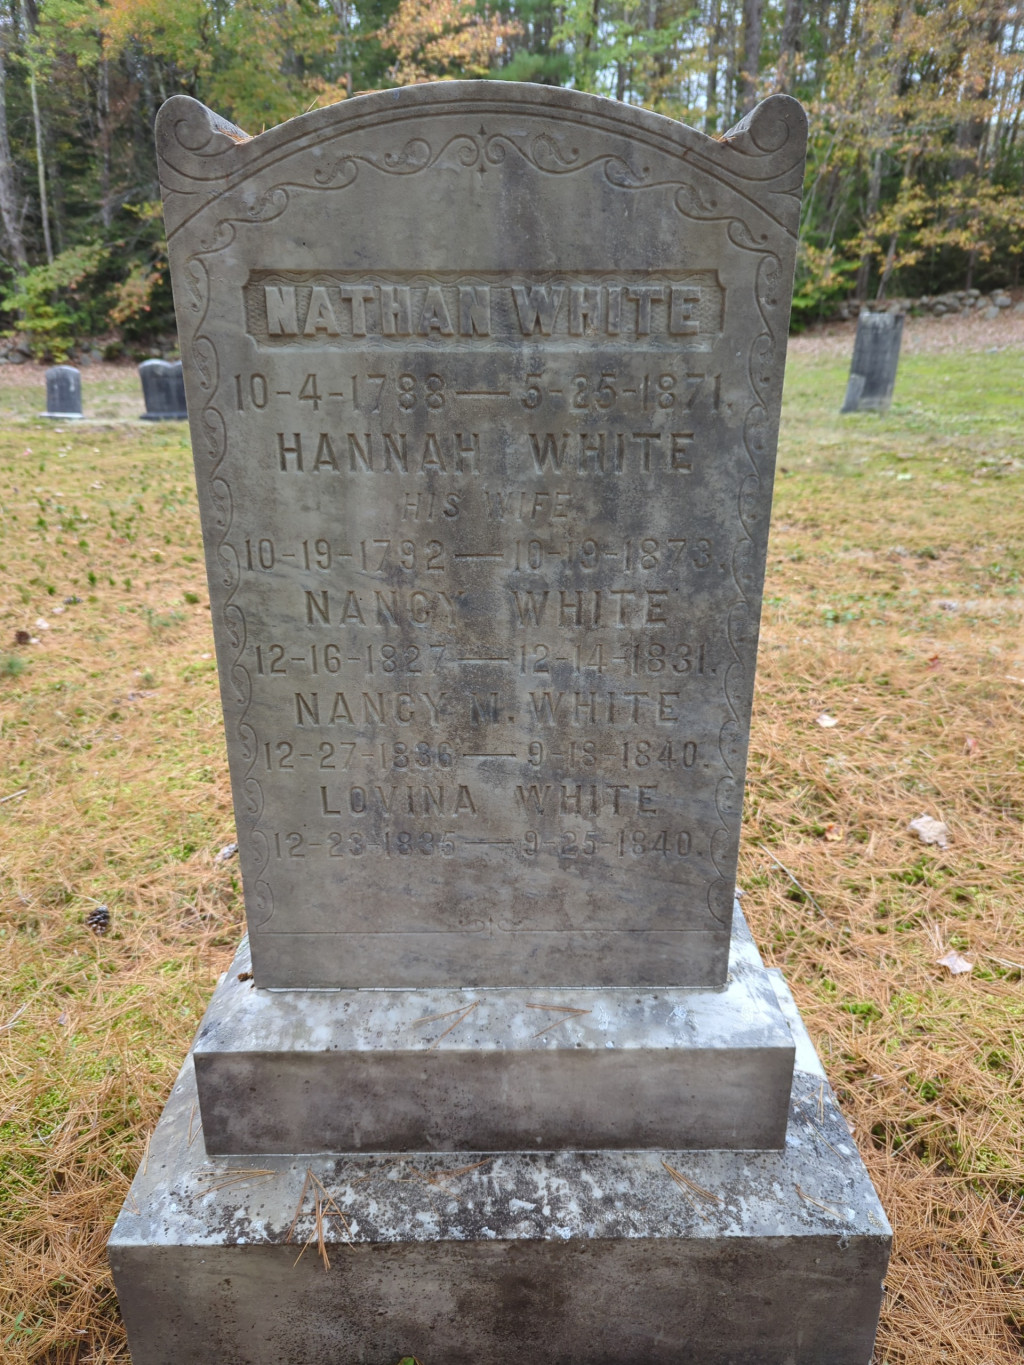 NATHAN WHITE
10-4-1788—5-25-1871.
HANNAH WHITE
HIS WIFE
10-19-1792—10-19-1873.
NANCY WHITE
12-16-1827—12-14-1831.
NANCY M. WHITE
12-27-1836—9-18-1840.
LOVINA WHITE
12-23-1835—9-25-1840.